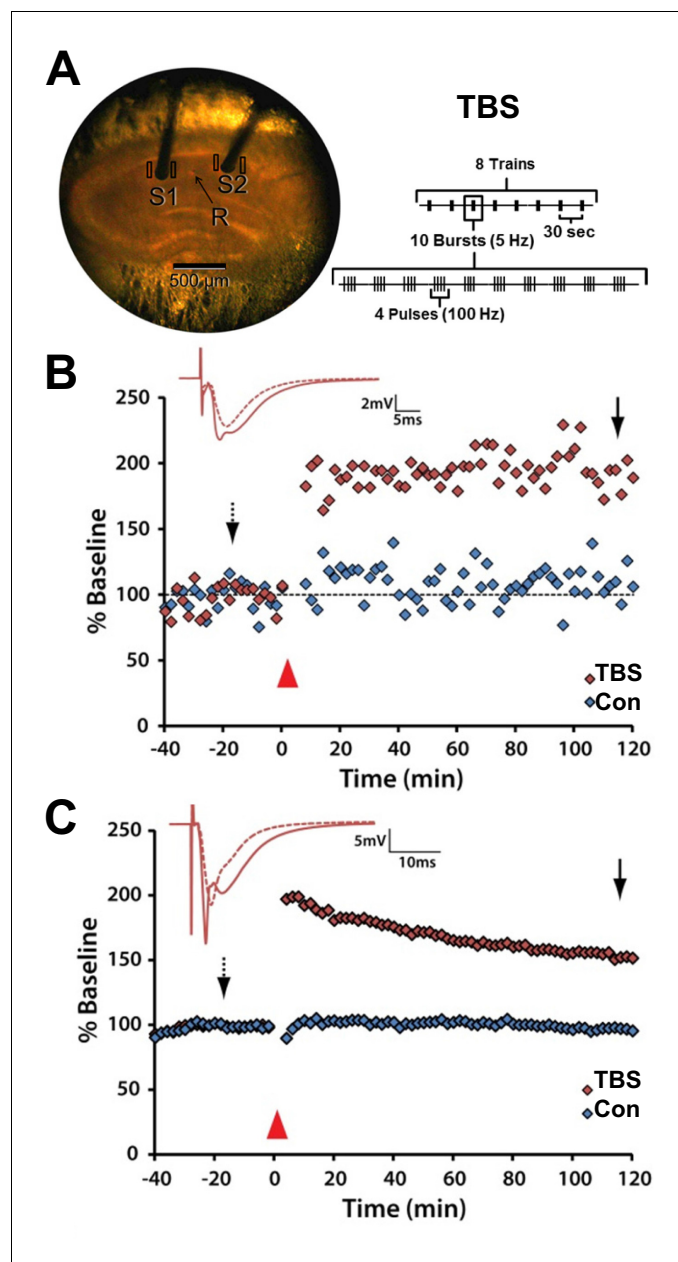 A
S1
S2
R
500 µm
TBS
8 Trains
30 sec
10 Bursts (5 Hz)
4 Pulses (100 Hz)
B
250
200
150
100
50
0
% Baseline
2mV
5ms
TBS
Con
-40 -20 0 20 40 60 80 100 120
Time (min)
C
250
200
150
100
50
0
% Baseline
5mV
10ms
TBS
Con
-40 -20 0 20 40 60 80 100 120
Time (min)